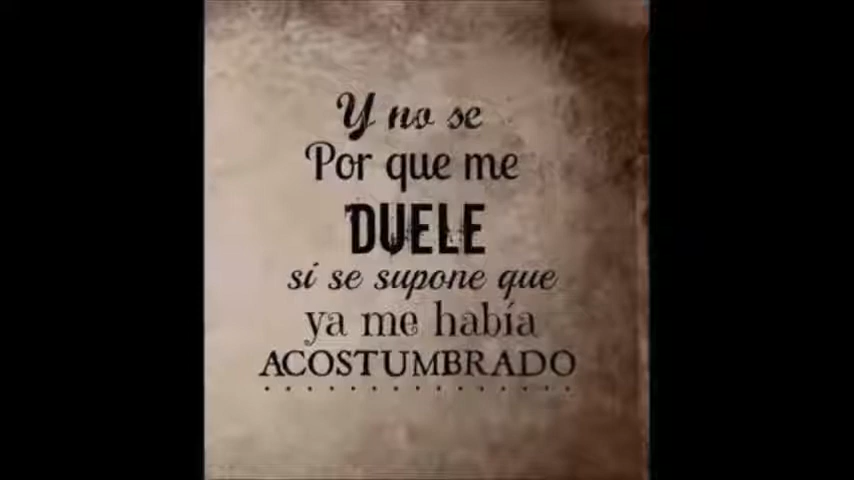 Y no se
Por que me
DUELE
si se supone que
ya me había
ACOSTUMBRADO